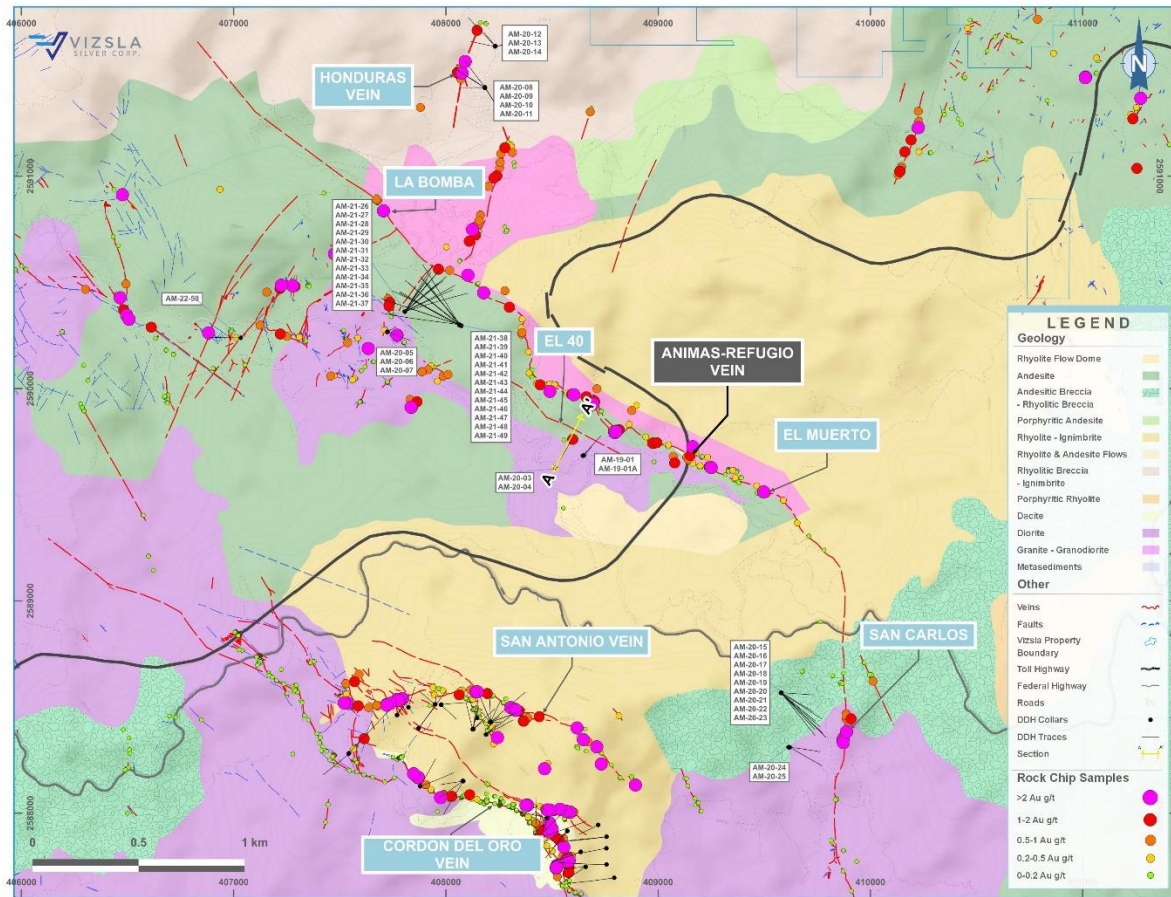 406000
407000
408000
409000
410000
411000
VIZSLA
SILVER CORP.
N
AM-20-12
AM-20-13
AM-20-14
HONDURAS
VEIN
AM-20-08
AM-20-09
AM-20-10
AM-20-11
2591000
2591000
LA BOMBA
AM-21-26
AM-21-27
AM-21-28
AM-21-29
AM-21-30
AM-21-31
AM-21-32
AM-21-33
AM-21-34
AM-21-35
AM-21-36
AM-21-37
AM-22-50
AM-20-05
AM-20-06
AM-20-07
AM-21-38
AM-21-39
AM-21-40
AM-21-41
AM-21-42
AM-21-43
AM-21-44
AM-21-45
AM-21-46
AM-21-47
AM-21-48
AM-21-49
EL 40
ANIMAS-REFUGIO
VEIN
2590000
A'
EL MUERTO
AM-19-01
AM-19-01A
AM-20-03
AM-20-04
A
2589000
SAN ANTONIO VEIN
AM-20-15
AM-20-16
AM-20-17
AM-20-18
AM-20-19
AM-20-20
AM-20-21
AM-20-22
AM-20-23
SAN CARLOS
AM-20-24
AM-20-25
2588000
CORDON DEL ORO
VEIN
0
0.5
1 km
LEGEND
Geology
Rhyolite Flow Dome
Andesite
Andesitic Breccia
- Rhyolitic Breccia
Porphyritic Andesite
Rhyolite - Ignimbrite
Rhyolite & Andesite Flows
Rhyolitic Breccia
- Ignimbrite
Porphyritic Rhyolite
Dacite
Diorite
Granite - Granodiorite
Metasediments
Other
Veins
Faults
Vizsla Property
Boundary
Toll Highway
Federal Highway
Roads
DDH Collars
DDH Traces
Section
Rock Chip Samples
>2 Au g/t
1-2 Au g/t
0.5-1 Au g/t
0.2-0.5 Au g/t
0-0.2 Au g/t
406000
407000
408000
409000
410000